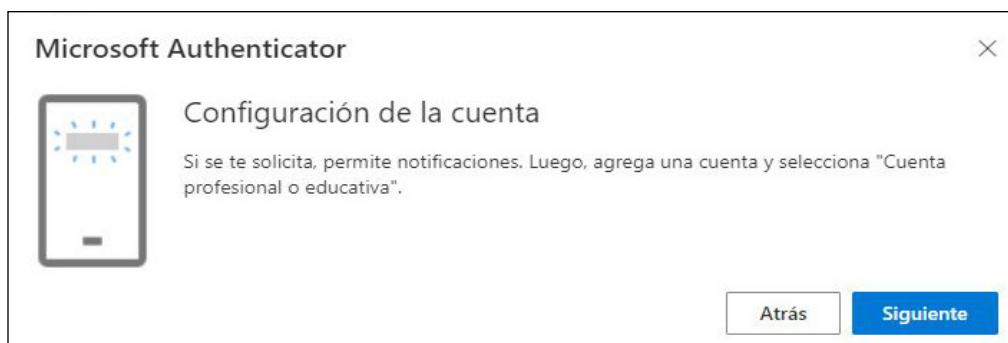 Microsoft Authenticator
Configuración de la cuenta
Si se te solicita, permite notificaciones. Luego, agrega una cuenta y selecciona "Cuenta
profesional o educativa".
Atrás
Siguiente